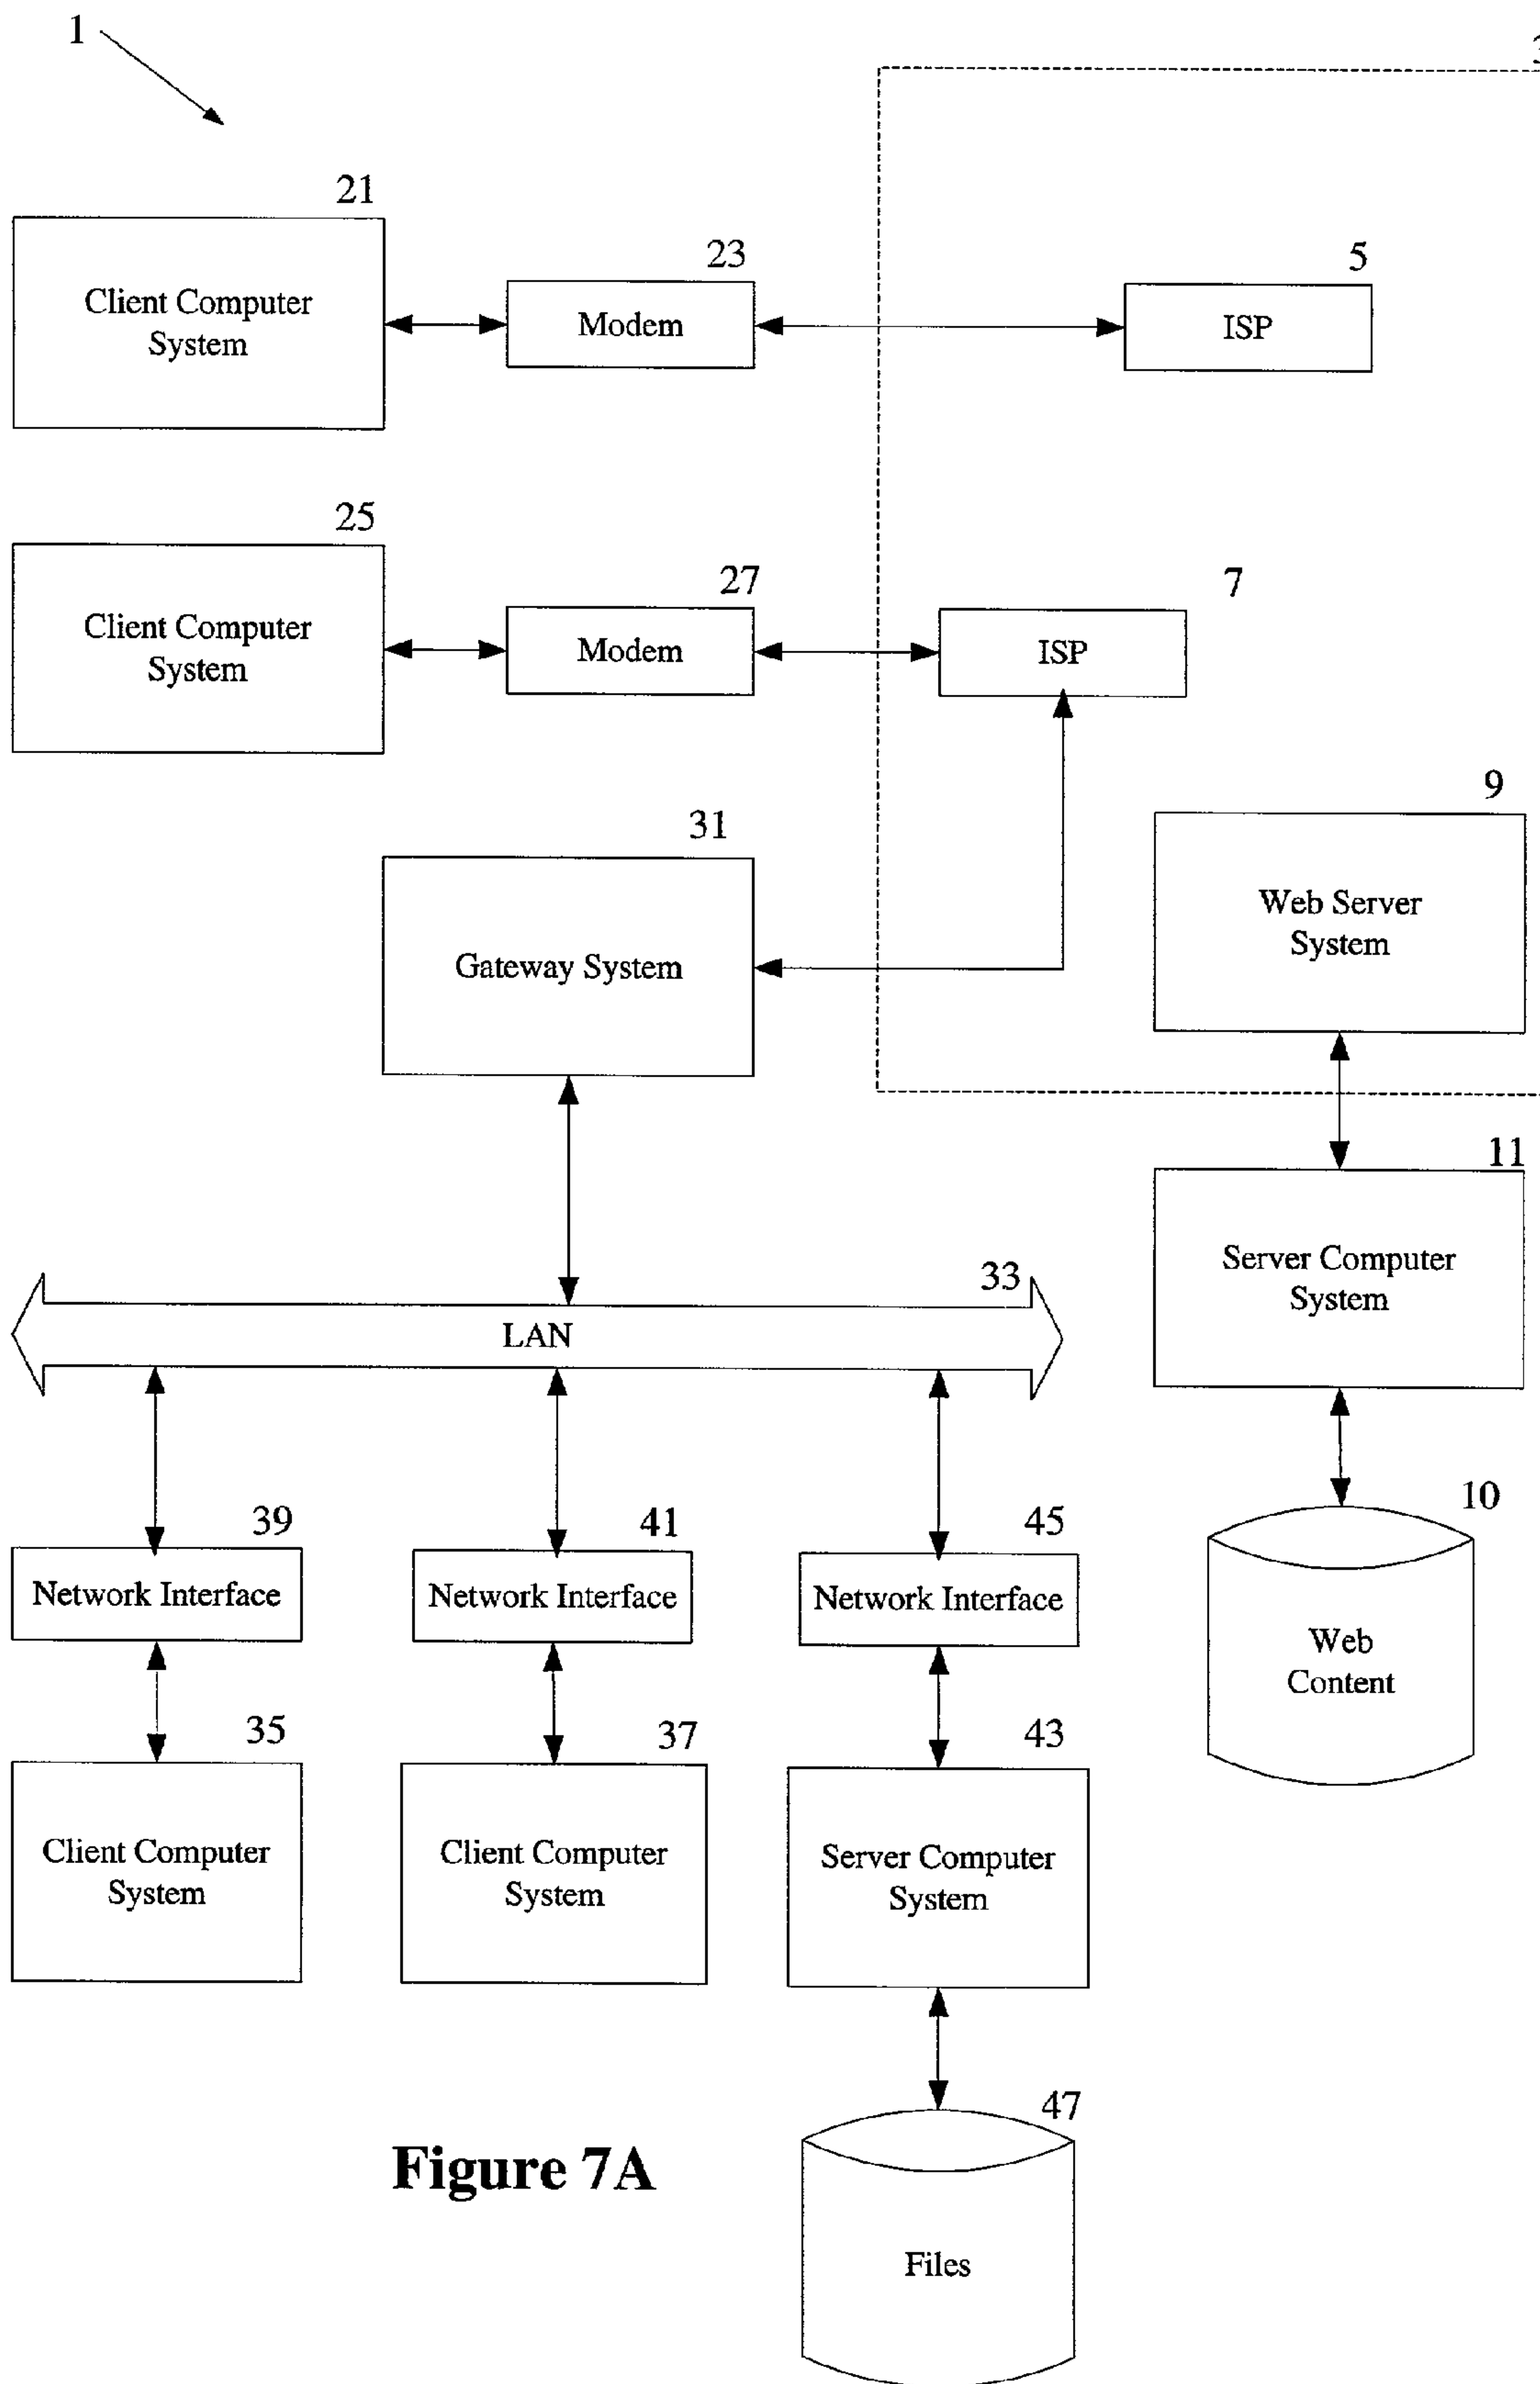 1
3
21
Client Computer
System
23
Modem
5
ISP
25
Client Computer
System
27
Modem
7
ISP
31
Gateway System
9
Web Server
System
11
Server Computer
System
33
LAN
10
Web
Content
39
Network Interface
41
Network Interface
45
Network Interface
35
Client Computer
System
37
Client Computer
System
43
Server Computer
System
47
Files
Figure 7A